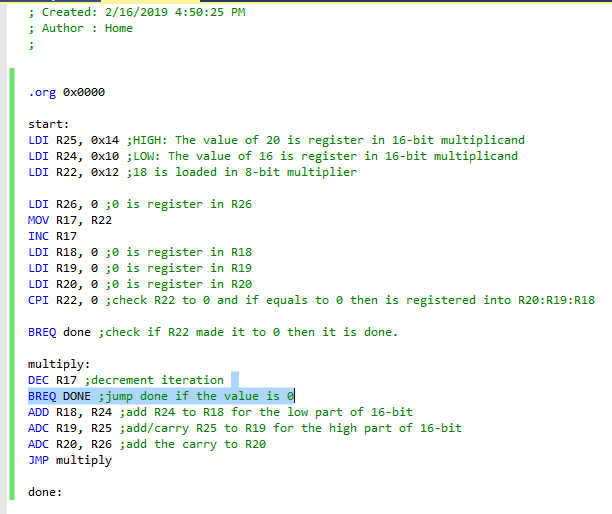 ; Created: 2/16/2019 4:50:25 PM
; Author : Home
;
.org 0x0000
start:
LDI R25, 0x14 ;HIGH: The value of 20 is register in 16-bit multiplicand
LDI R24, 0x10 ;LOW: The value of 16 is register in 16-bit multiplicand
LDI R22, 0x12 ;18 is loaded in 8-bit multiplier
LDI R26, 0 ;0 is register in R26
MOV R17, R22
INC R17
LDI R18, 0 ;0 is register in R18
LDI R19, 0 ;0 is register in R19
LDI R20, 0 ;0 is register in R20
CPI R22, 0 ;check R22 to 0 and if equals to 0 then is registered into R20:R19:R18
BREQ done ;check if R22 made it to 0 then it is done.
multiply:
DEC R17 ;decrement iteration
BREQ DONE ;jump done if the value is 0
ADD R18, R24 ;add R24 to R18 for the low part of 16-bit
ADC R19, R25 ;add/carry R25 to R19 for the high part of 16-bit
ADC R20, R26 ;add the carry to R20
JMP multiply
done: